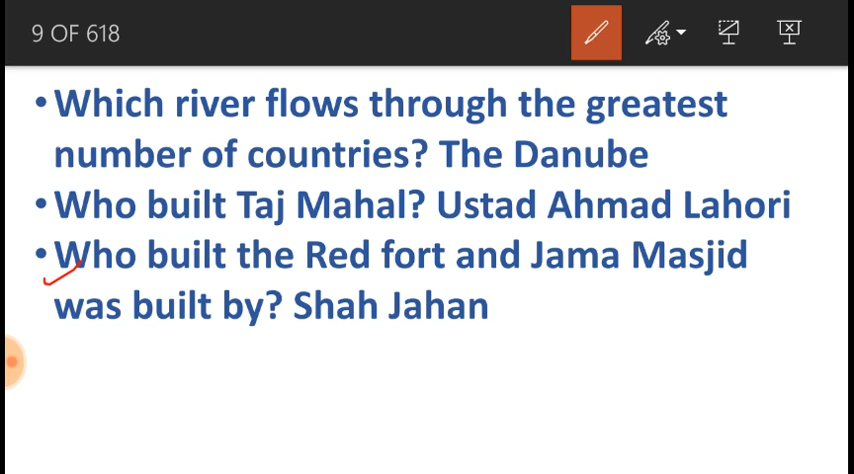 9 OF 618
• Which river flows through the greatest
number of countries? The Danube
• Who built Taj Mahal? Ustad Ahmad Lahori
• Who built the Red fort and Jama Masjid
was built by? Shah Jahan